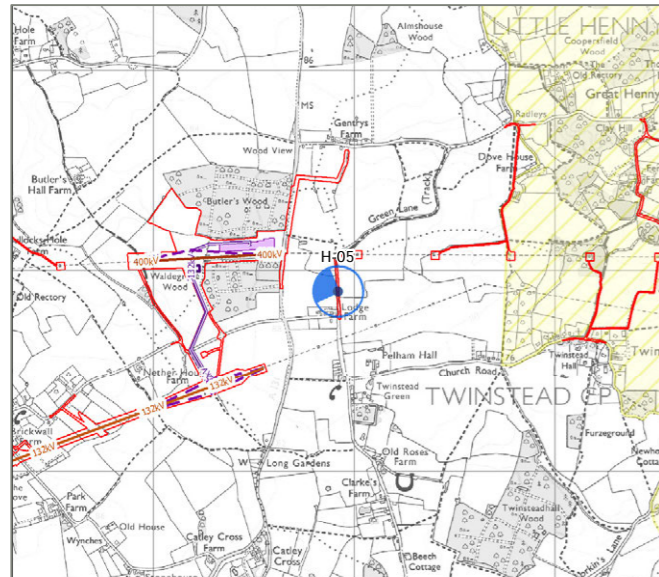 LITTLE HENNY
Hole
Farm
Almshouse
Wood
Coopersfield
Wood
The
Old Rectory
Great Henny
86
MS
Radleys
Clay Hill
Gentrys
Farm
Wood View
Dove House
Farm
Butler's
Hall Farm
Butler's Wood
(Track)
Green Lane
Farm
400kV
400kV
H-05
132kV
Old Rectory
Wood
Lodge
Farm
Nether House
Farm
Pelham Hall
Church Road
Twinstead
Hall
Twinstead
Green
TWINSTEAD CP
132kV
132kV
132kV
Brickwall
Farm
Furzeground
Old Roses
Farm
W
Long Gardens
Clarke's
Farm
Twinsteadhall
Wood
Park
Farm
Old House
Wynches
Catley Cross
Farm
Catley
Cross
Beech
Cottage
Lane